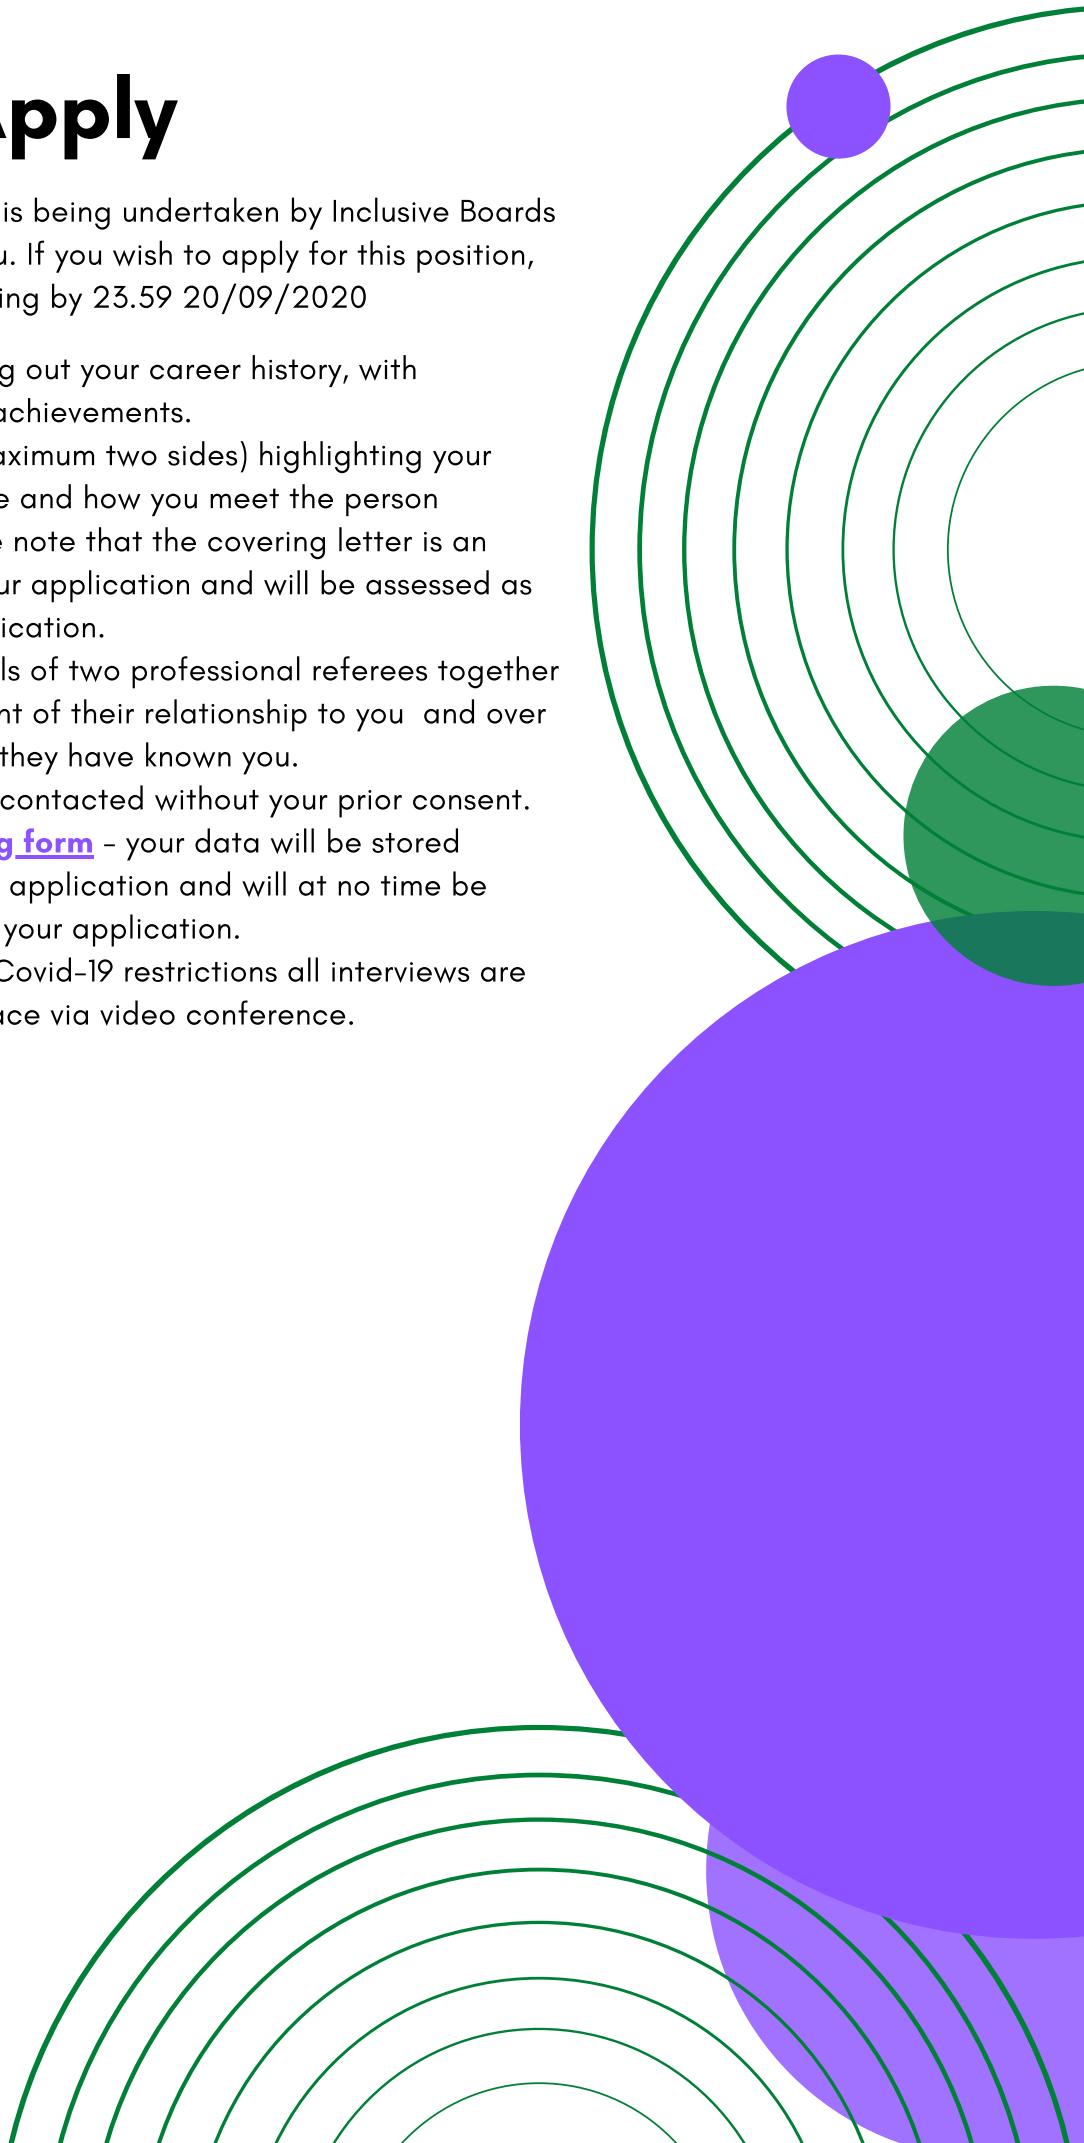 Apply
is being undertaken by Inclusive Boards
u. If you wish to apply for this position,
ing by 23.59 20/09/2020
g out your career history, with
achievements.
aximum two sides) highlighting your
e and how you meet the person
e note that the covering letter is an
ur application and will be assessed as
ication.
ls of two professional referees together
nt of their relationship to you and over
they have known you.
contacted without your prior consent.
g form - your data will be stored
application and will at no time be
your application.
Covid-19 restrictions all interviews are
ace via video conference.